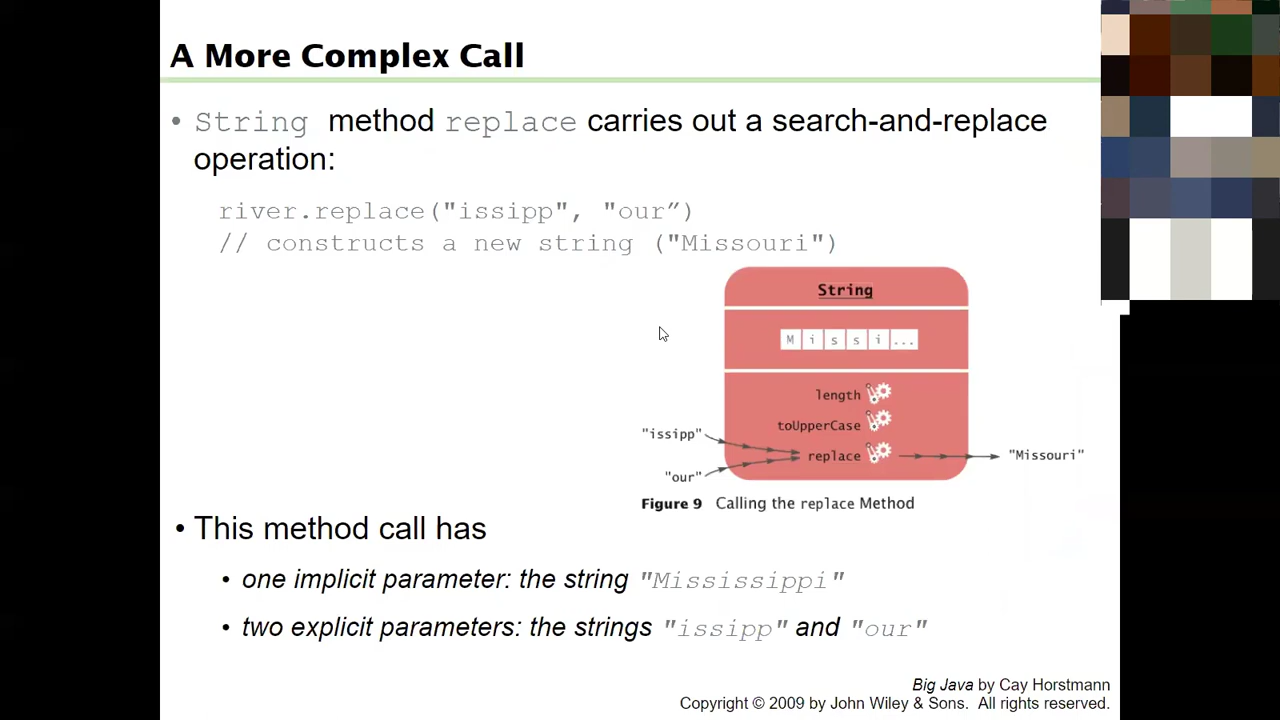 A More Complex Call
• String method replace carries out a search-and-replace
operation:
river.replace("issipp", "our”)
// constructs a new string ("Missouri")
String
M i s s i ...
length
toUpperCase
"issipp"
replace
"Missouri"
"our"
Figure 9 Calling the replace Method
• This method call has
• one implicit parameter: the string "Mississippi"
• two explicit parameters: the strings "issipp" and "our"
Big Java by Cay Horstmann
Copyright © 2009 by John Wiley & Sons. All rights reserved.